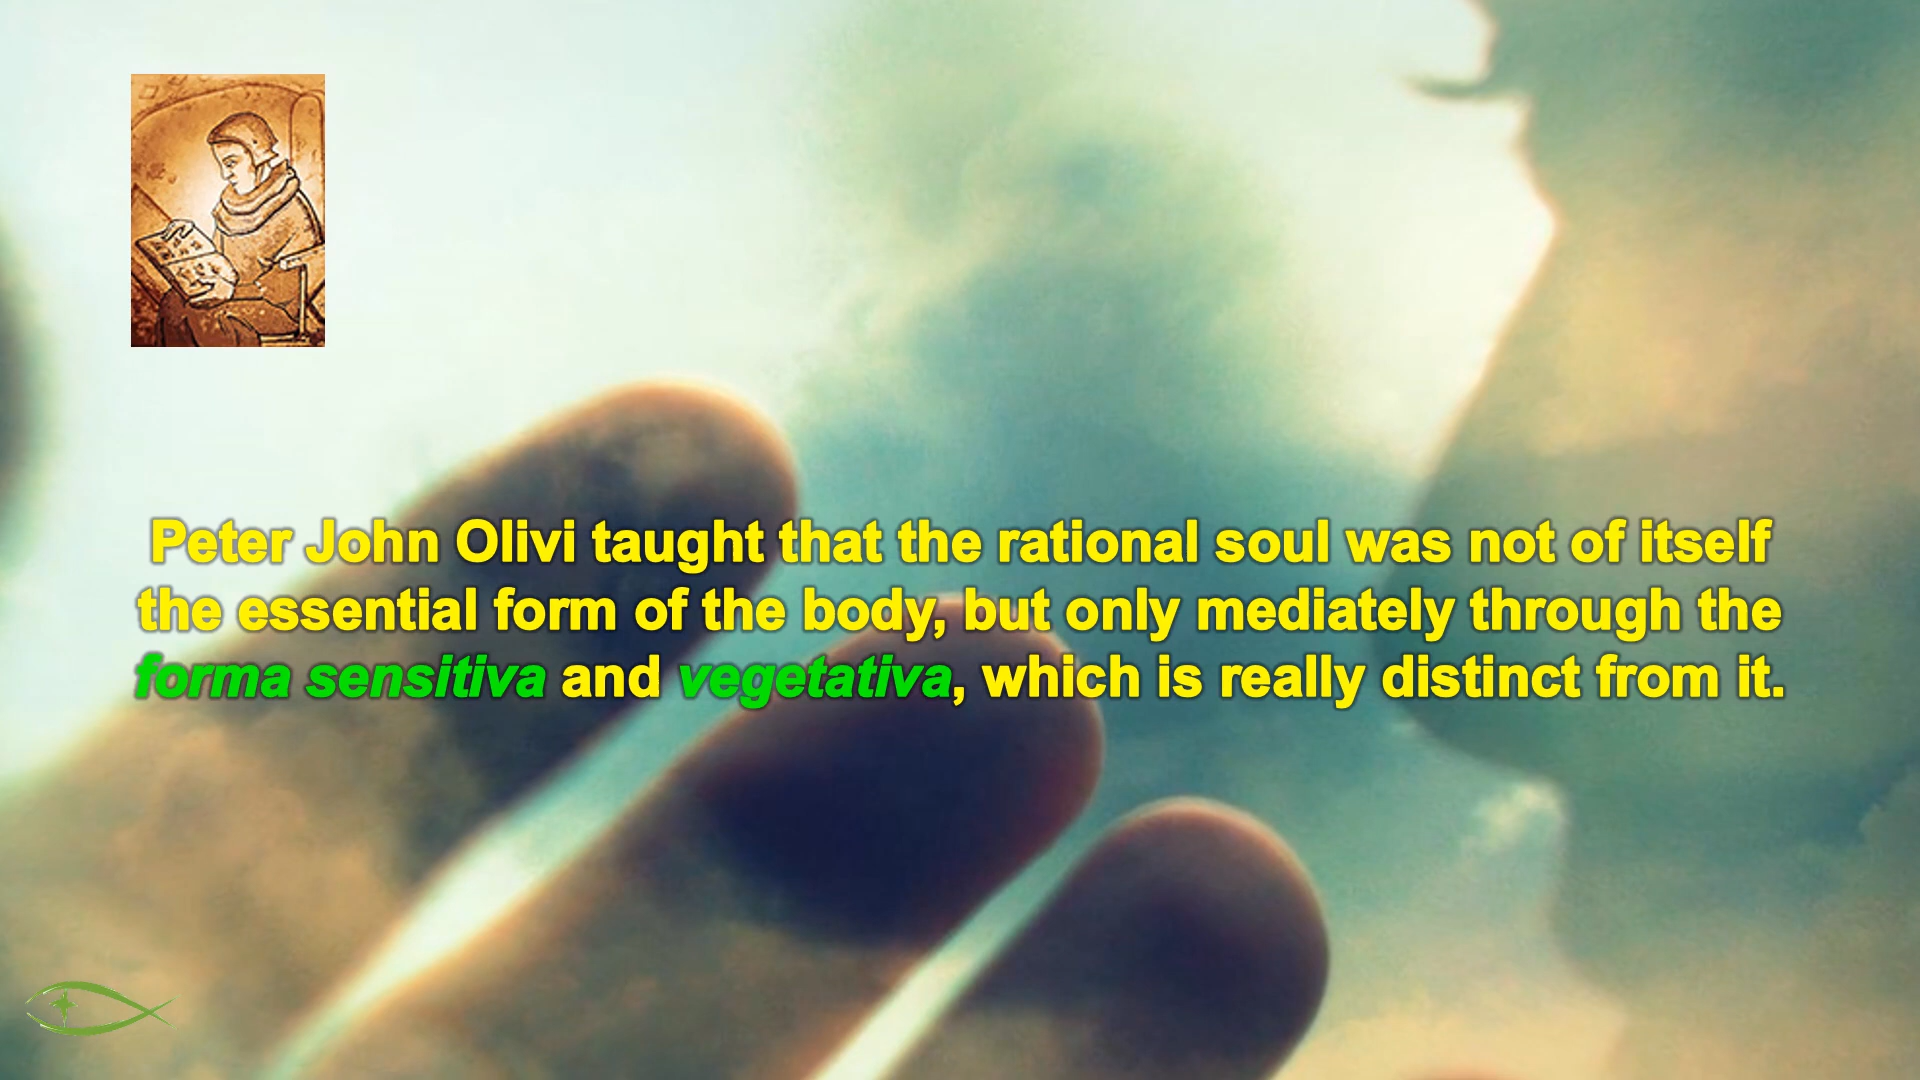 Peter John Olivi taught that the rational soul was not of itself
the essential form of the body, but only mediately through the
forma sensitiva and vegetativa, which is really distinct from it.